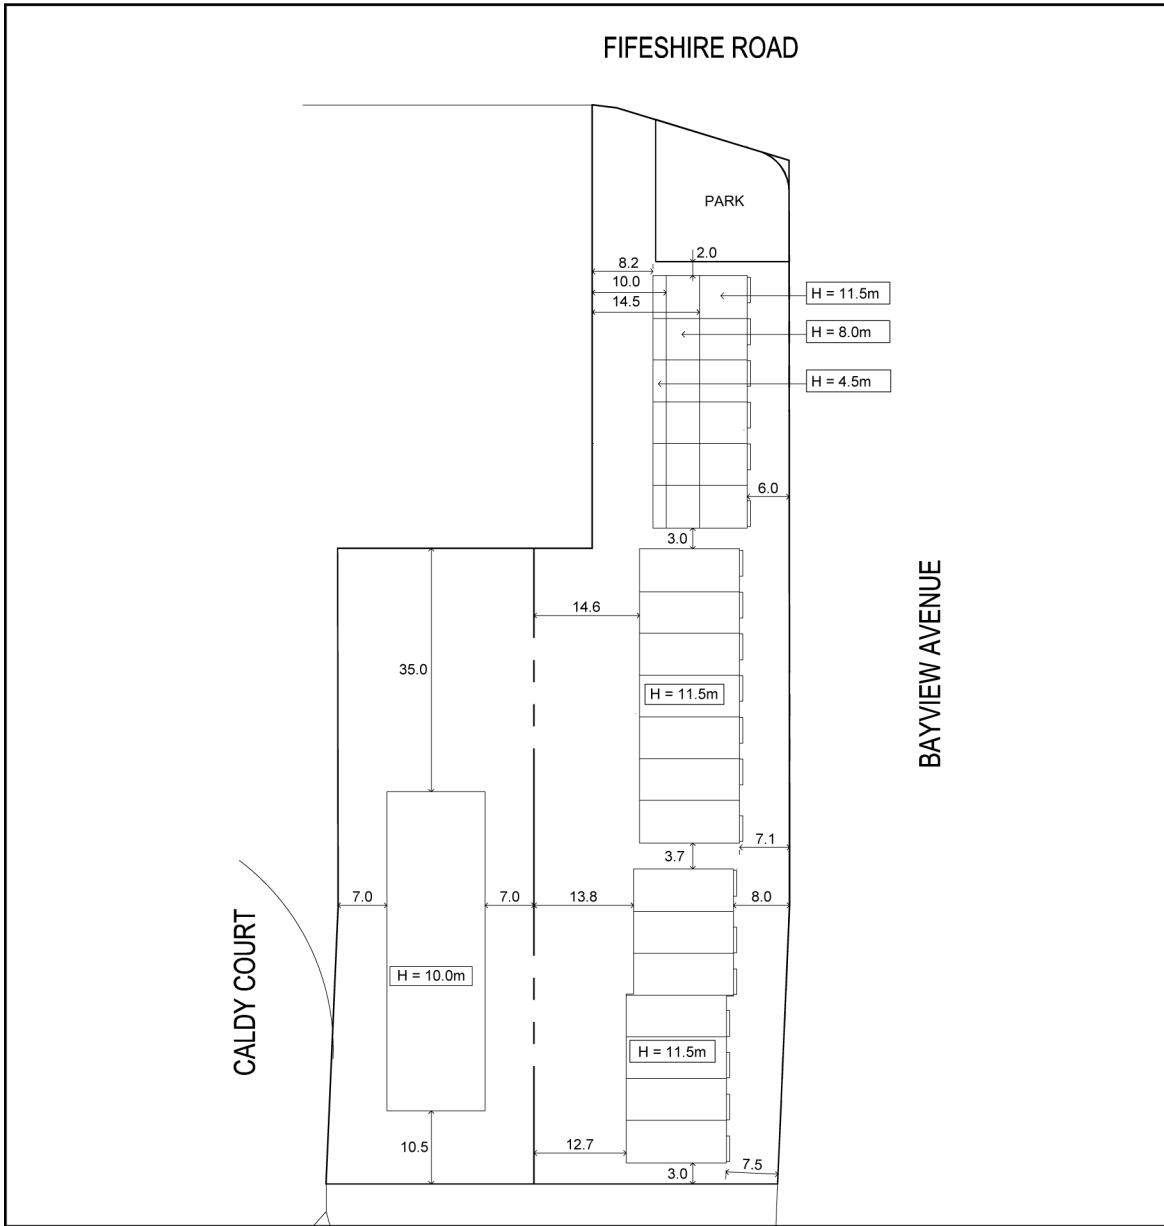 FIFESHIRE ROAD
PARK
2.0
8.2
10.0
14.5
H = 11.5m
H = 8.0m
H = 4.5m
6.0
3.0
14.6
35.0
H = 11.5m
BAYVIEW AVENUE
7.1
3.7
7.0
7.0
13.8
8.0
CALDY COURT
H = 10.0m
H = 11.5m
10.5
12.7
3.0
7.5